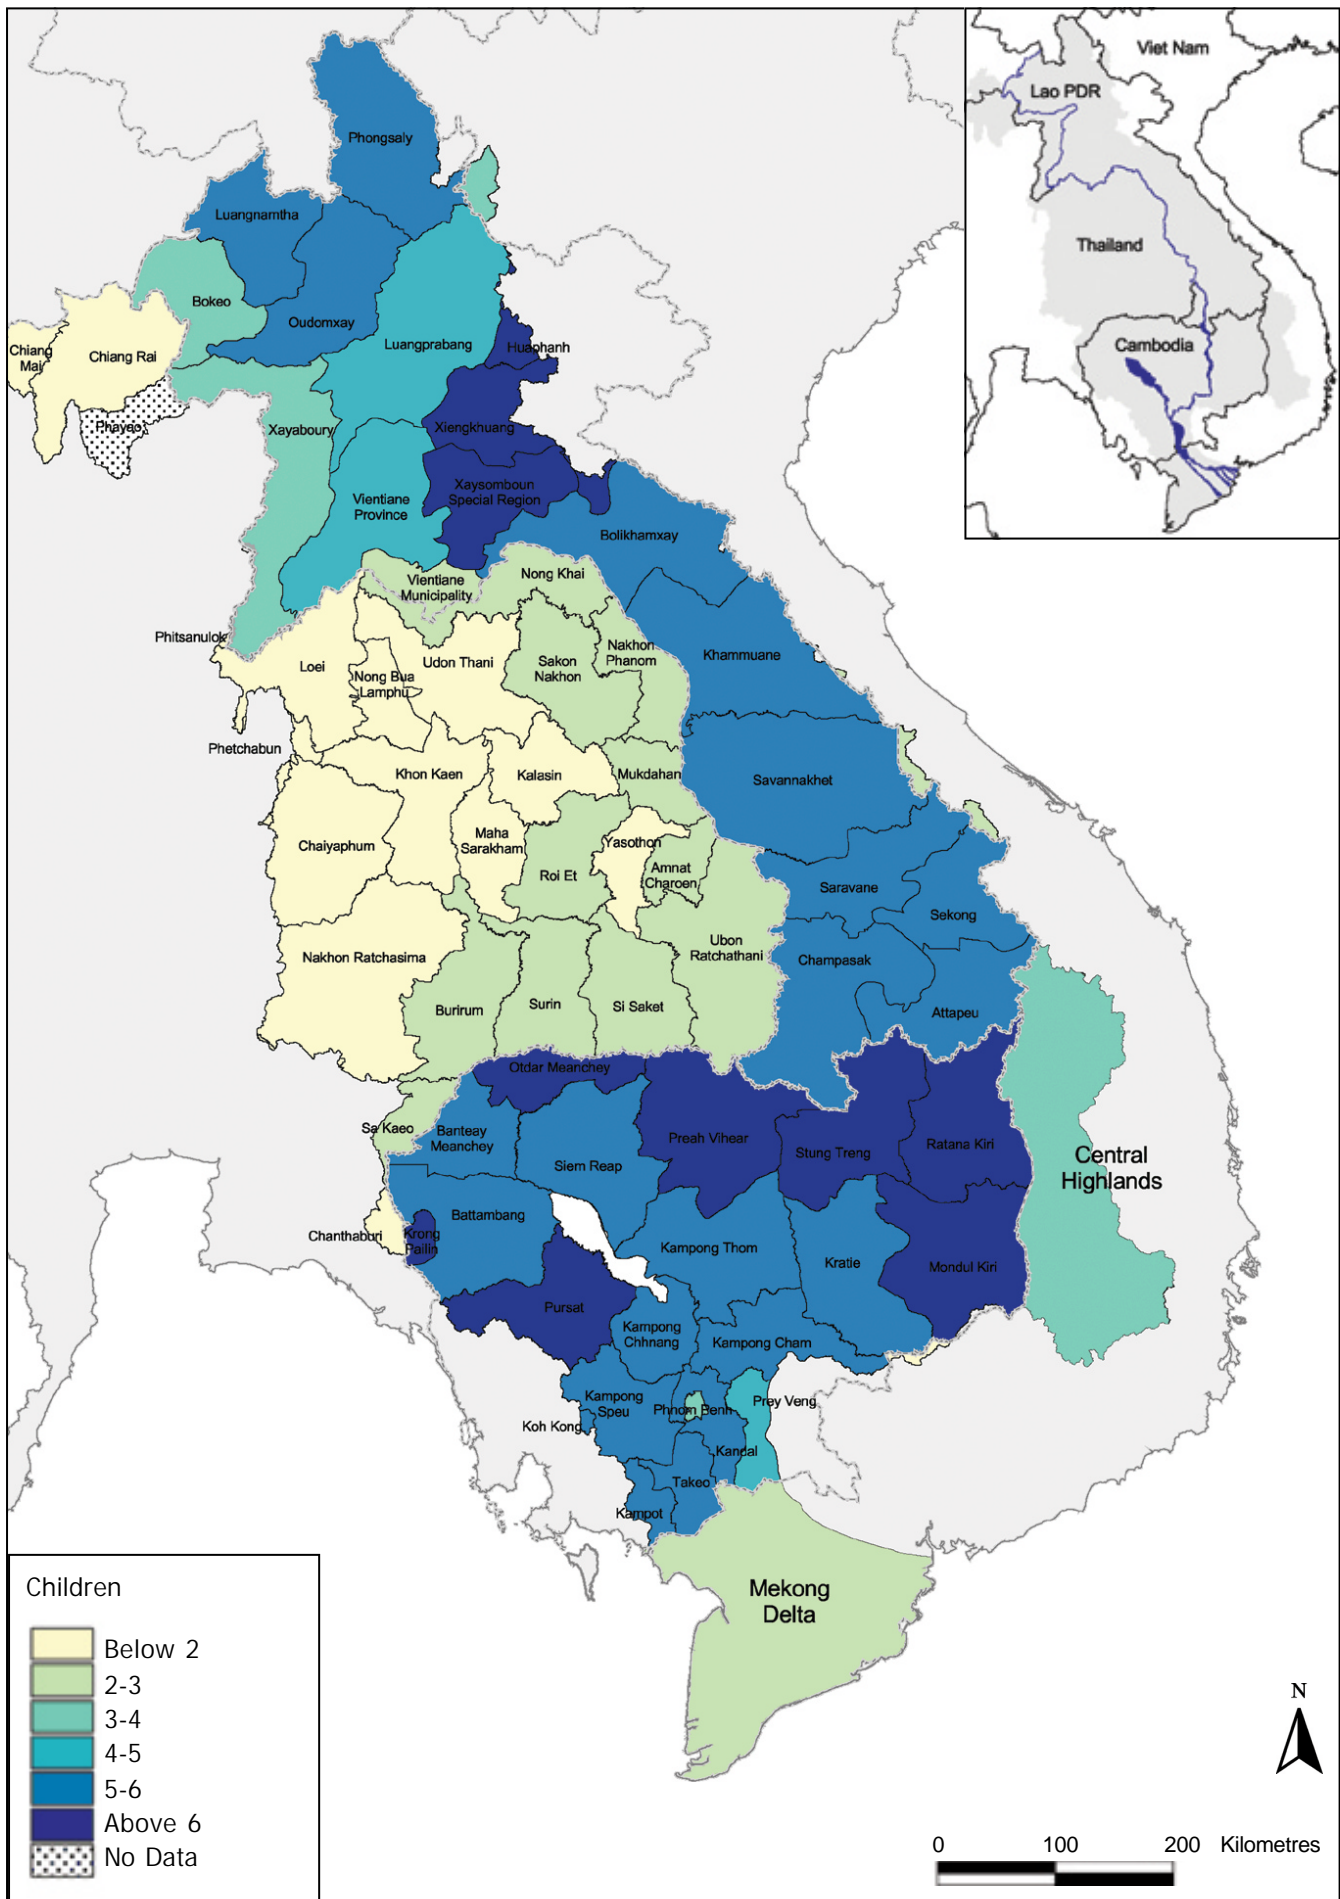 Viet Nam
Lao PDR
Thailand
Cambodia
Phongsaly
Luangnamtha
Bokeo
Oudomxay
Chiang
Mai
Chiang Rai
Luangprabang
Huaphanh
Phayao
Xayaboury
Xiengkhuang
Vientiane
Province
Xaysomboun
Special Region
Bolikhamxay
Vientiane
Municipality
Nong Khai
Phitsanulok
Loei
Nong Bua
Lamphu
Udon Thani
Sakon
Nakhon
Nakhon
Phanom
Khammuane
Phetchabun
Khon Kaen
Kalasin
Mukdahan
Savannakhet
Chaiyaphum
Maha
Sarakham
Roi Et
Yasothon
Amnat
Charoen
Saravane
Sekong
Nakhon Ratchasima
Ubon
Ratchathani
Champasak
Burirum
Surin
Si Saket
Attapeu
Otdar Meanchey
Sa Kaeo
Banteay
Meanchey
Siem Reap
Preah Vihear
Stung Treng
Ratana Kiri
Central
Highlands
Chanthaburi
Krong
Pailin
Battambang
Kampong Thom
Kratie
Mondul Kiri
Pursat
Kampong
Chhnang
Kampong Cham
Kampong
Speu
Koh Kong
Phnom Penh
Prey Veng
Kandal
Takeo
Kampot
Mekong
Delta
Children
Below 2
2-3
3-4
4-5
5-6
Above 6
No Data
N
0 100 200 Kilometres